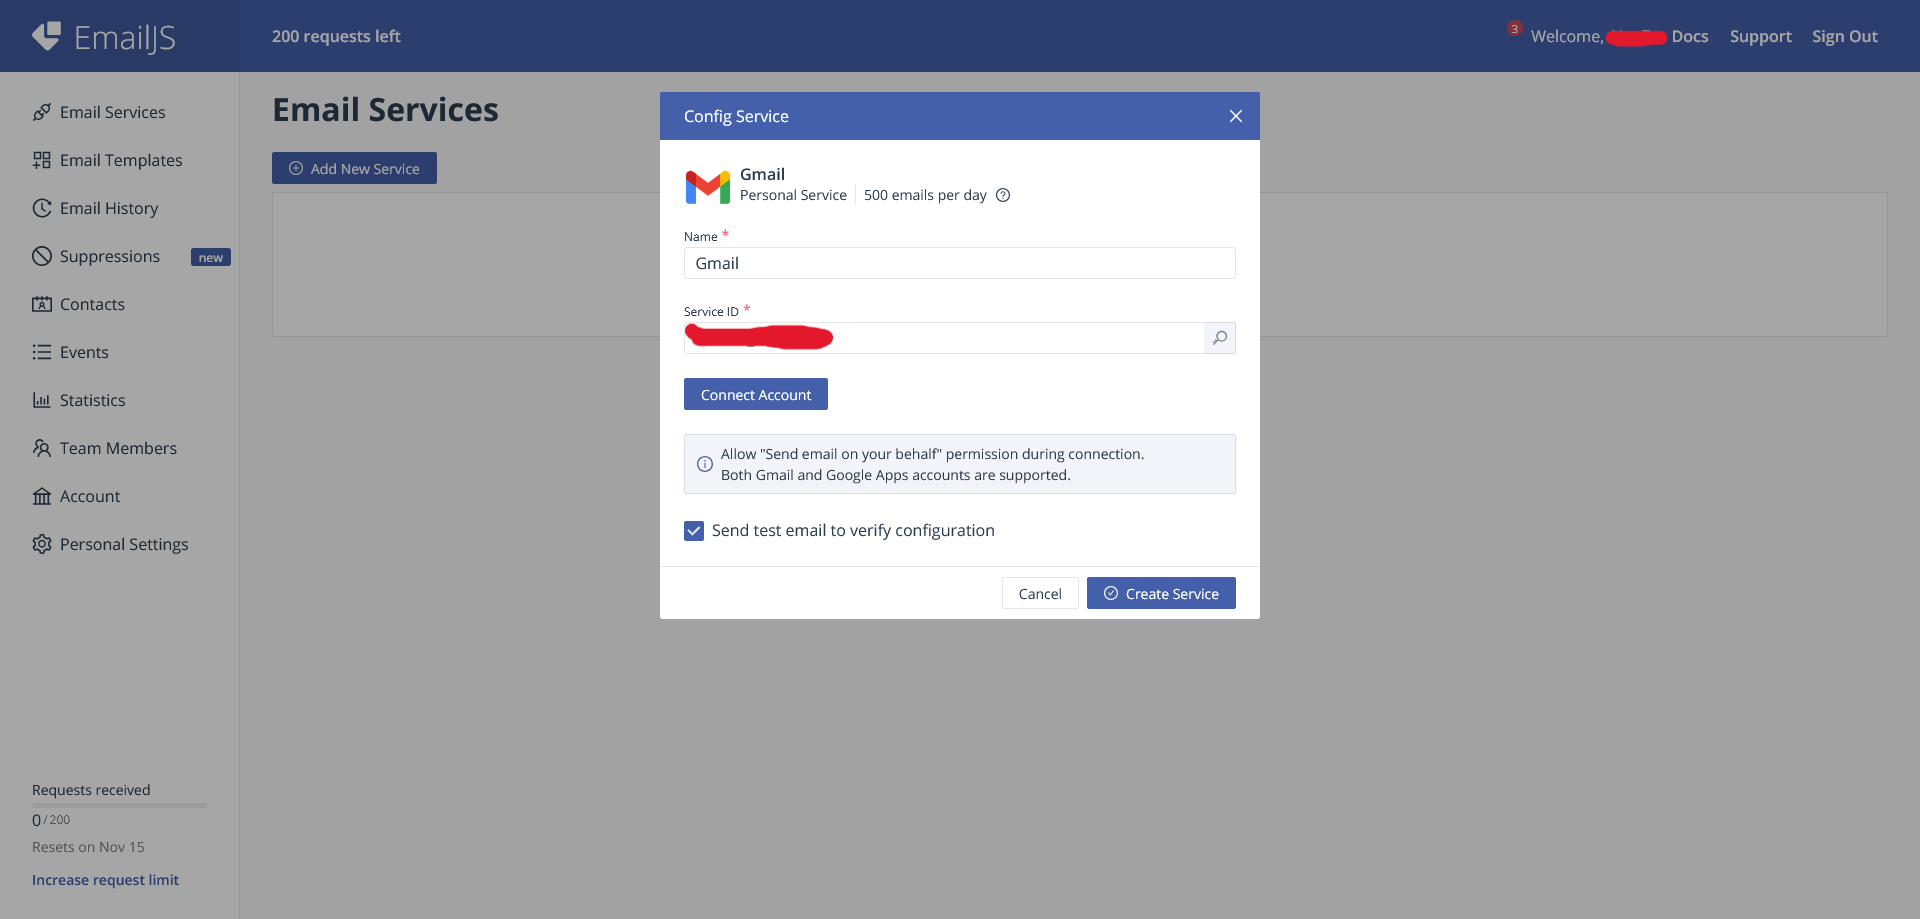 EmailJS
200 requests left
3
Welcome,
Docs
Support
Sign Out
Email Services
Email Templates
Email History
Suppressions
new
Contacts
Events
Statistics
Team Members
Account
Personal Settings
Requests received
0/200
Resets on Nov 15
Increase request limit
Email Services
Add New Service
Config Service
Gmail
Personal Service
500 emails per day
Name *
Gmail
Service ID *
Connect Account
Allow "Send email on your behalf" permission during connection.
Both Gmail and Google Apps accounts are supported.
Send test email to verify configuration
Cancel
Create Service